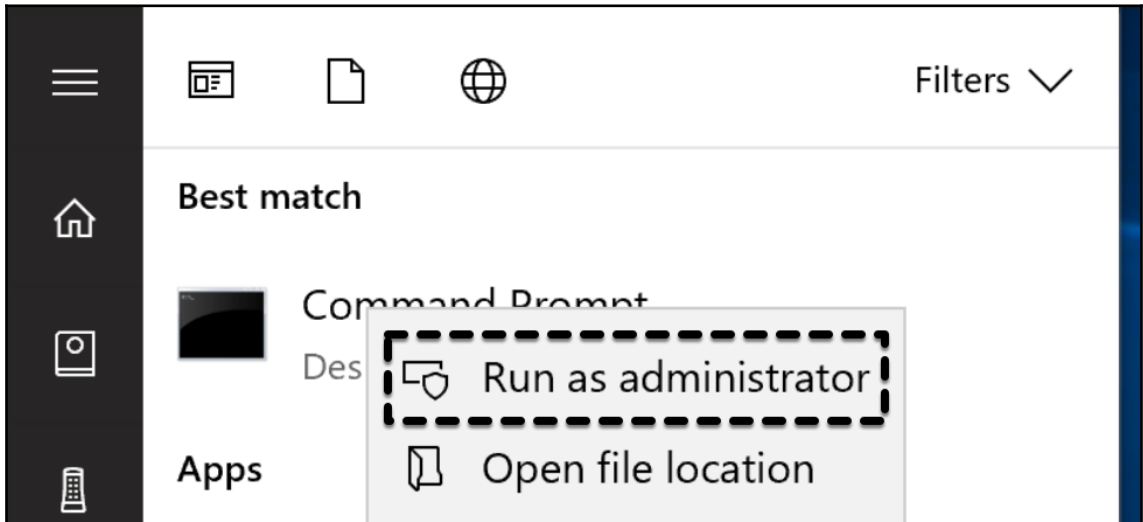 Filters
Best match
Command Prompt
Des
Run as administrator
Apps
Open file location